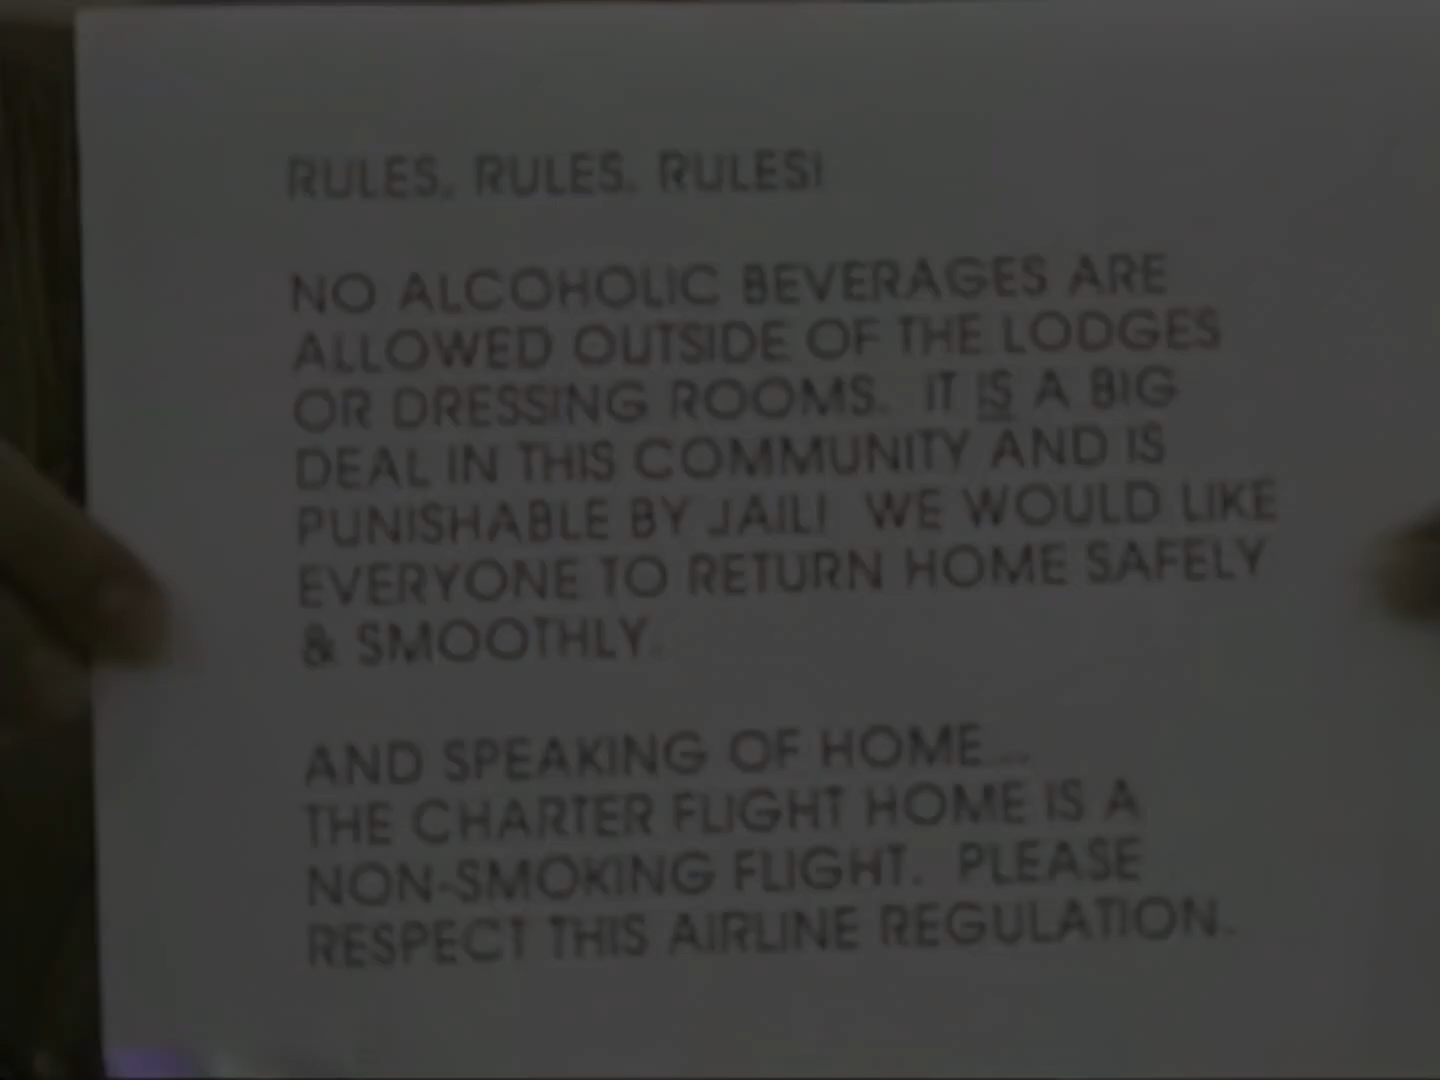 RULES, RULES, RULES!
NO ALCOHOLIC BEVERAGES ARE
ALLOWED OUTSIDE OF THE LODGES
OR DRESSING ROOMS. IT IS A BIG
DEAL IN THIS COMMUNITY AND IS
PUNISHABLE BY JAIL! WE WOULD LIKE
EVERYONE TO RETURN HOME SAFELY
& SMOOTHLY.
AND SPEAKING OF HOME...
THE CHARTER FLIGHT HOME IS A
NON-SMOKING FLIGHT. PLEASE
RESPECT THIS AIRLINE REGULATION.